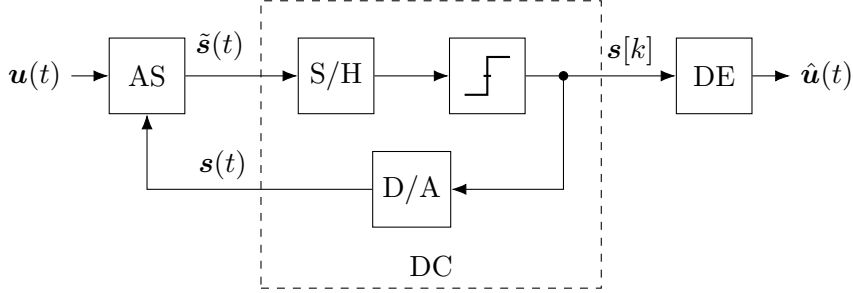 u(t)
AS
s̃(t)
S/H
s[k]
DE
û(t)
s(t)
D/A
DC